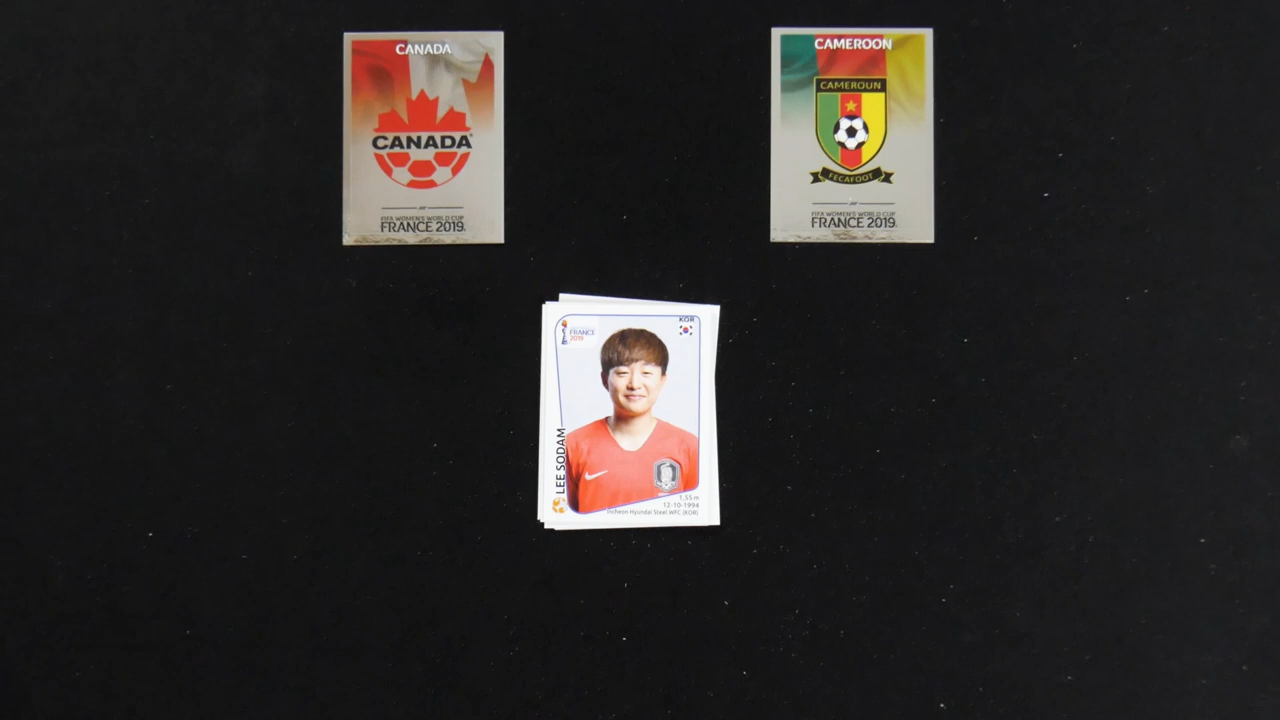 CANADA
CANADA
FIFA WOMEN'S WORLD CUP
FRANCE 2019
CAMEROON
CAMEROUN
FECAFOOT
FIFA WOMEN'S WORLD CUP
FRANCE 2019
FRANCE
2019
KOR
LEE SODAM
1,55 m
12-10-1994
Incheon Hyundai Steel WFC (KOR)